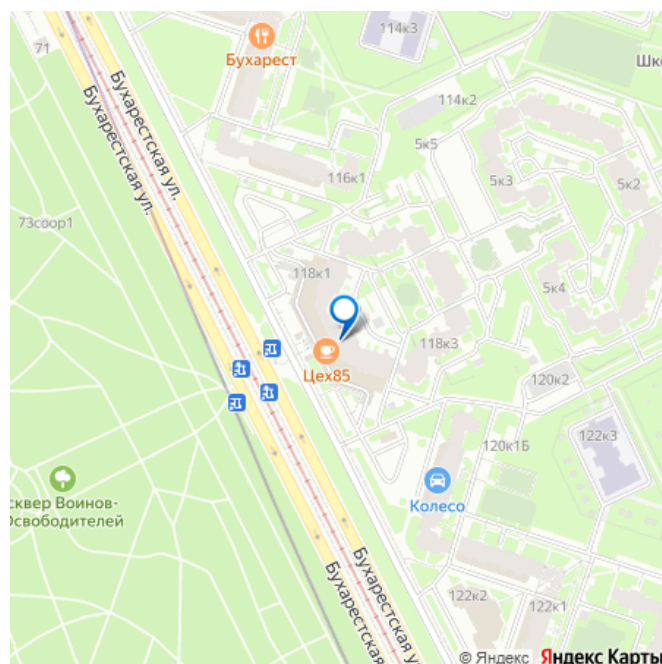 71
114к3
Шко
Бухарест
Бухарестская ул.
Бухарестская ул.
114к2
5к5
116к1
5к3
5к2
73соор1
118к1
5к4
118к3
Цех85
120к2
120к1Б
122к3
сквер Воинов-
Освободителей
Колесо
Бухарестская ул.
Бухарестская
122к2
122к1
© Яндекс Яндекс Карты